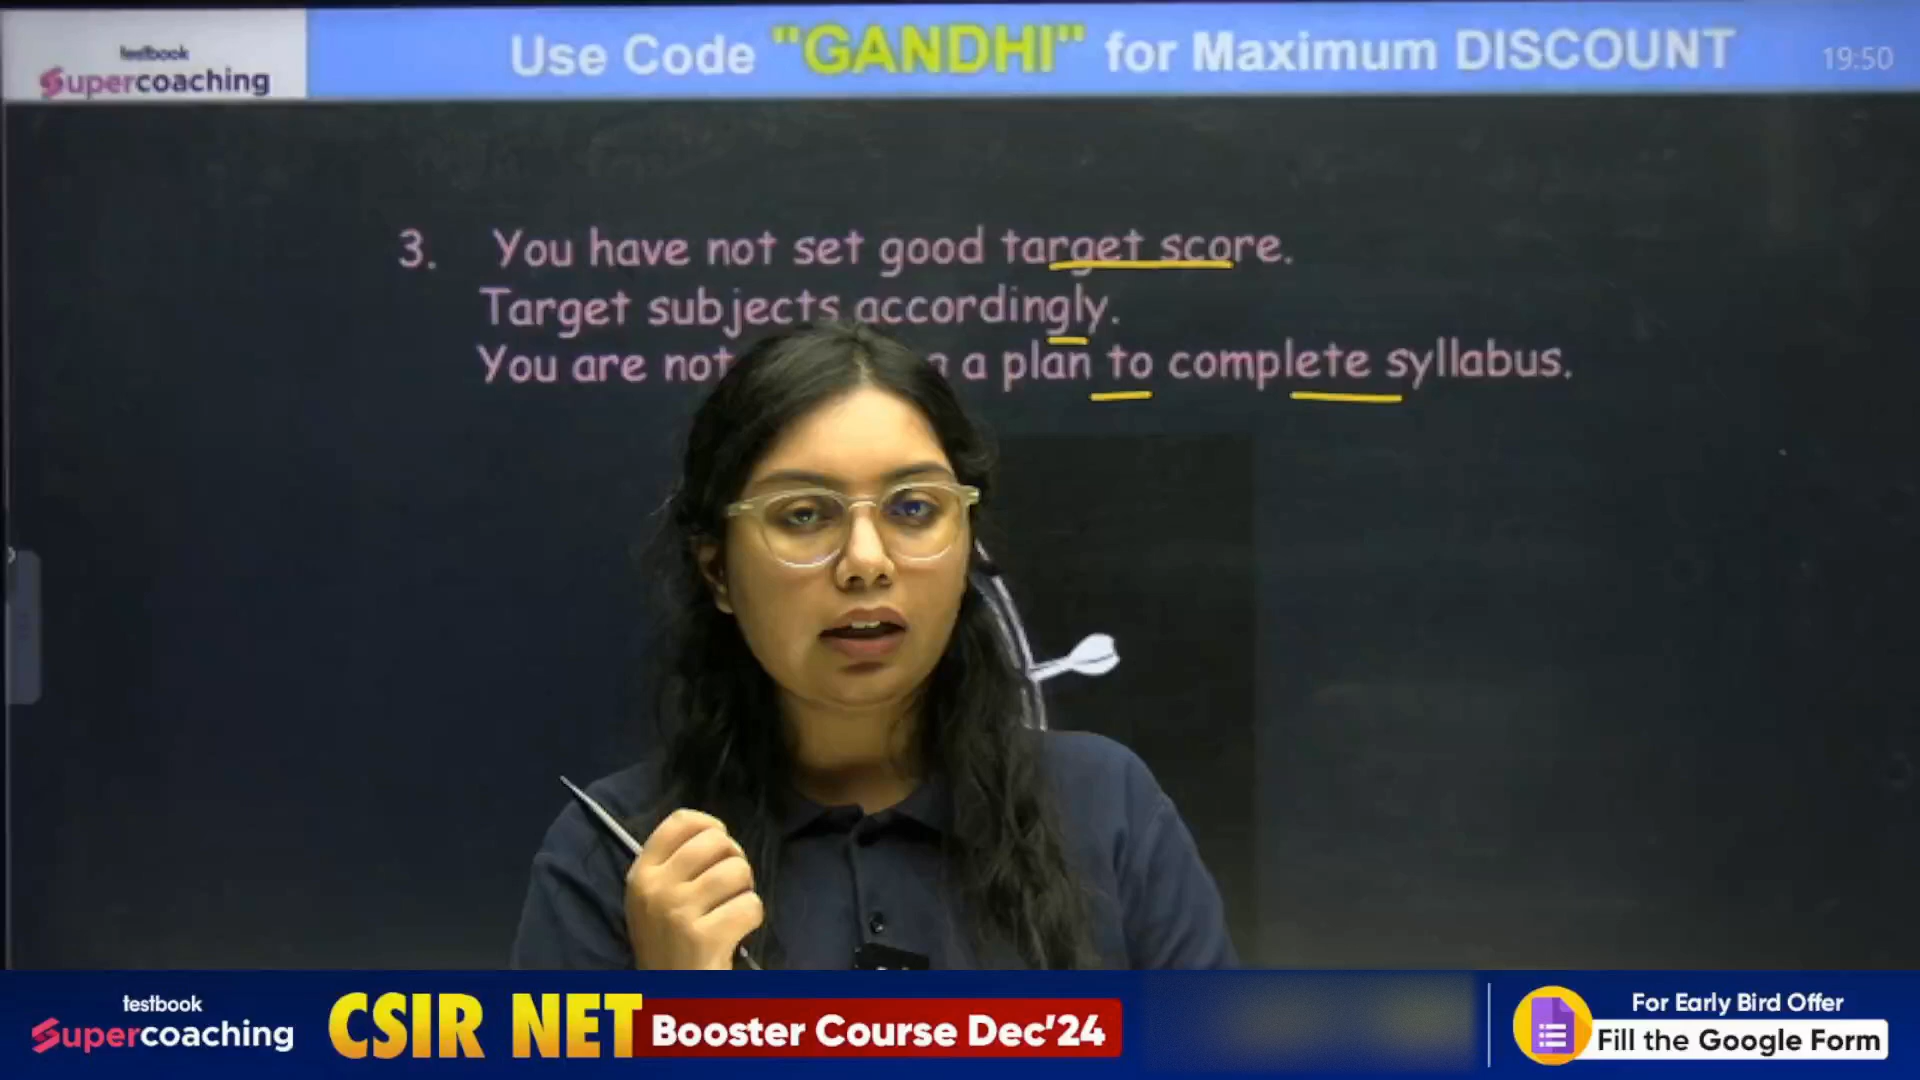 testbook
Supercoaching
Use Code "GANDHI" for Maximum DISCOUNT
19:50
3. You have not set good target score.
Target subjects accordingly.
You are not a plan to complete syllabus.
testbook
Supercoaching
CSIR NET
Booster Course Dec'24
For Early Bird Offer
Fill the Google Form